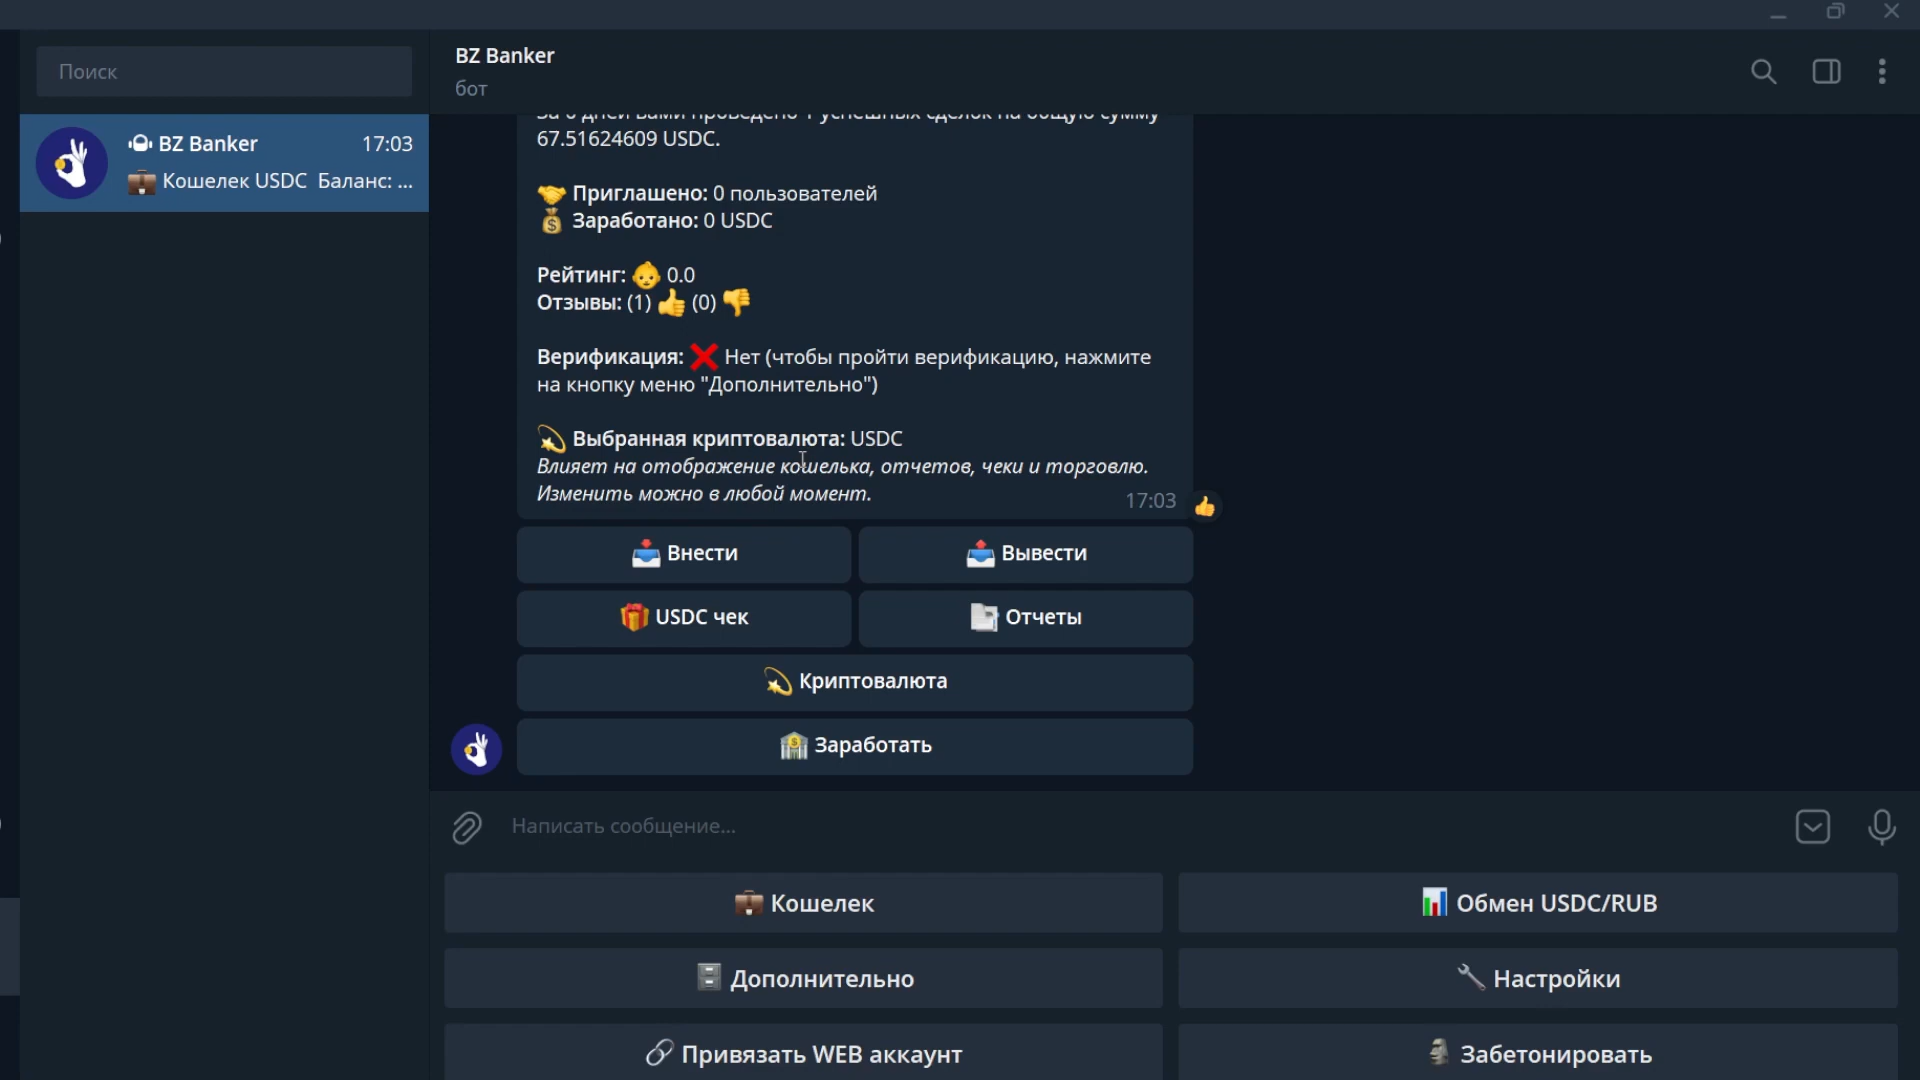 Поиск
BZ Banker 17:03
Кошелек USDC Баланс: ...
BZ Banker
бот
67.51624609 USDC.
Приглашено: 0 пользователей
Заработано: 0 USDC
Рейтинг: 0.0
Отзывы: (1) (0)
Верификация: Нет (чтобы пройти верификацию, нажмите
на кнопку меню "Дополнительно")
Выбранная криптовалюта: USDC
Влияет на отображение кошелька, отчетов, чеки и торговлю.
Изменить можно в любой момент.
17:03
Внести
Вывести
USDC чек
Отчеты
Криптовалюта
Заработать
Написать сообщение...
Кошелек
Обмен USDC/RUB
Дополнительно
Настройки
Привязать WEB аккаунт
Забетонировать